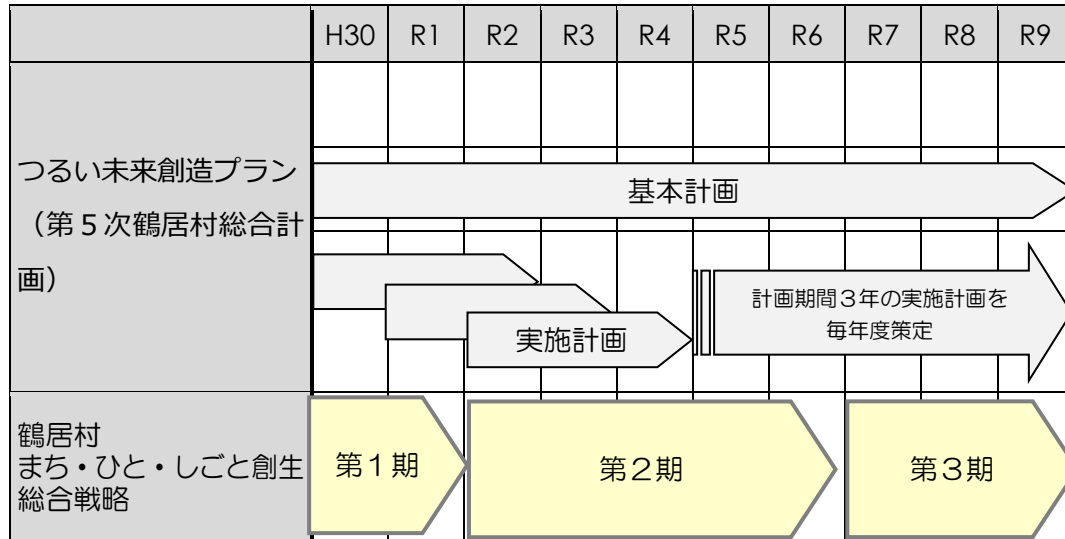 H30 R1 R2 R3 R4 R5 R6 R7 R8 R9
つるい未来創造プラン
（第５次鶴居村総合計
画）
基本計画
実施計画
計画期間３年の実施計画を
毎年度策定
鶴居村
まち・ひと・しごと創生
総合戦略
第１期
第２期
第３期